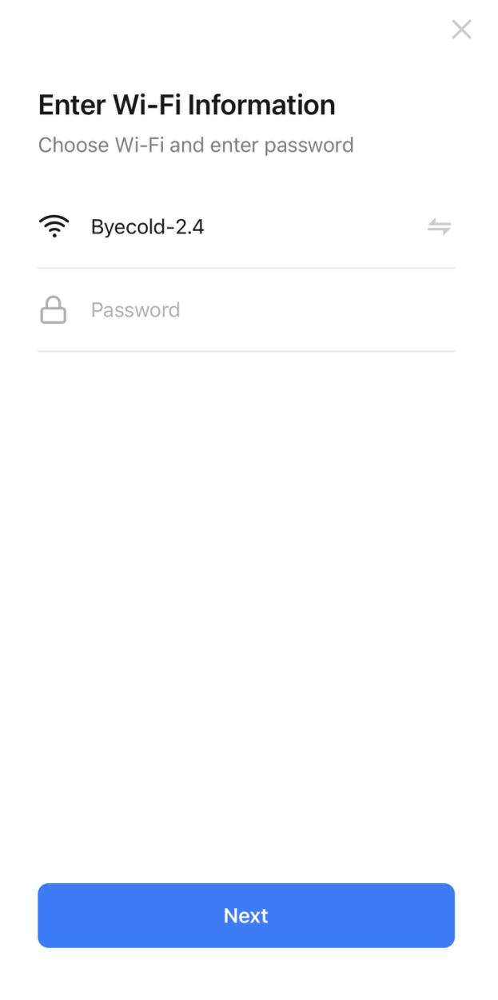 Enter Wi-Fi Information
Choose Wi-Fi and enter password
Byecold-2.4
Password
Next